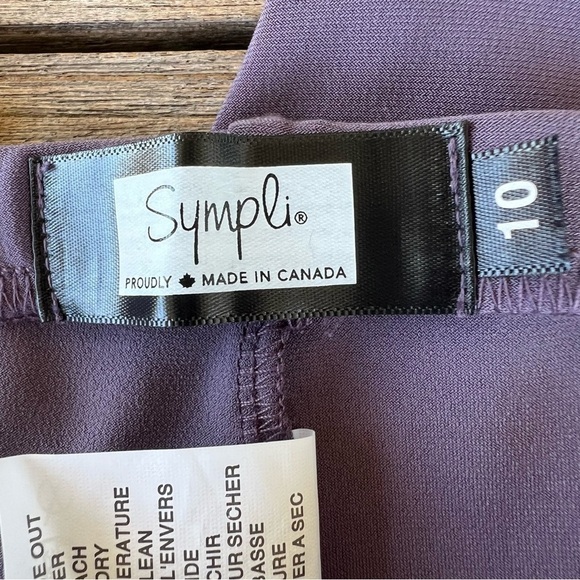 Sympli®
PROUDLY MADE IN CANADA
10
E OUT
ER
ACH
ORY
ERATURE
LEAN
L'ENVERS
IDE
CHIR
UR SECHER
BASSE
URE
ER A SEC